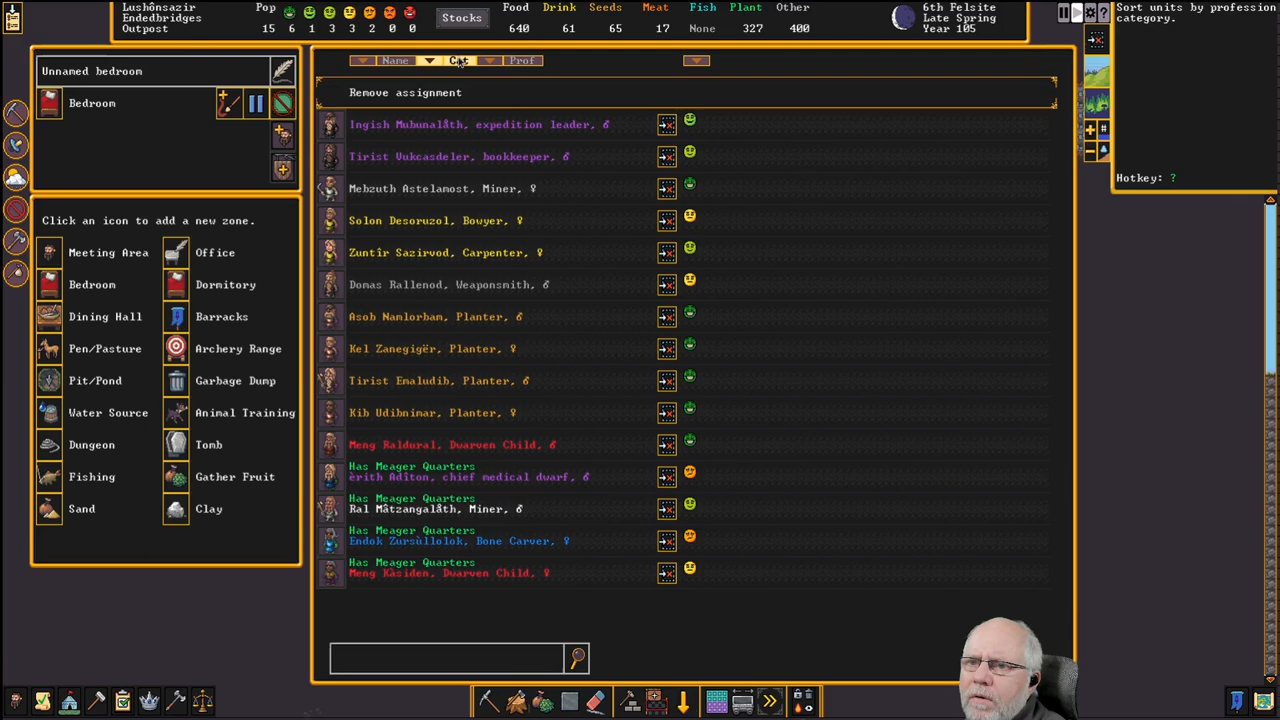 Lushônsazir
Endedbridges
Outpost
Pop
15 6 1 3 3 2 0 0
Stocks
Food Drink Seeds Meat Fish Plant Other
640 61 65 17 None 327 400
6th Felsite
Late Spring
Year 105
Sort units by profession
category.
Hotkey: ?
Unnamed bedroom
Bedroom
Click an icon to add a new zone.
Meeting Area Office
Bedroom Dormitory
Dining Hall Barracks
Pen/Pasture Archery Range
Pit/Pond Garbage Dump
Water Source Animal Training
Dungeon Tomb
Fishing Gather Fruit
Sand Clay
Name Prof
Remove assignment
Ingish Mubunalåth, expedition leader, ♂
Tirist Vukcasdeler, bookkeeper, ♂
Mebzuth Astelamost, Miner, ♀
Solon Desoruzol, Bowyer, ♀
Zuntîr Sazirvod, Carpenter, ♀
Domas Rallenod, Weaponsmith, ♂
Asob Namlorbam, Planter, ♂
Kel Zanegigër, Planter, ♀
Tirist Emaludib, Planter, ♂
Kib Udibnimar, Planter, ♀
Meng Raldural, Dwarven Child, ♂
Has Meager Quarters
èrith Adîton, chief medical dwarf, ♂
Has Meager Quarters
Ral Mâtzangalåth, Miner, ♂
Has Meager Quarters
Endok Zursùllolok, Bone Carver, ♀
Has Meager Quarters
Meng Kàsiden, Dwarven Child, ♀